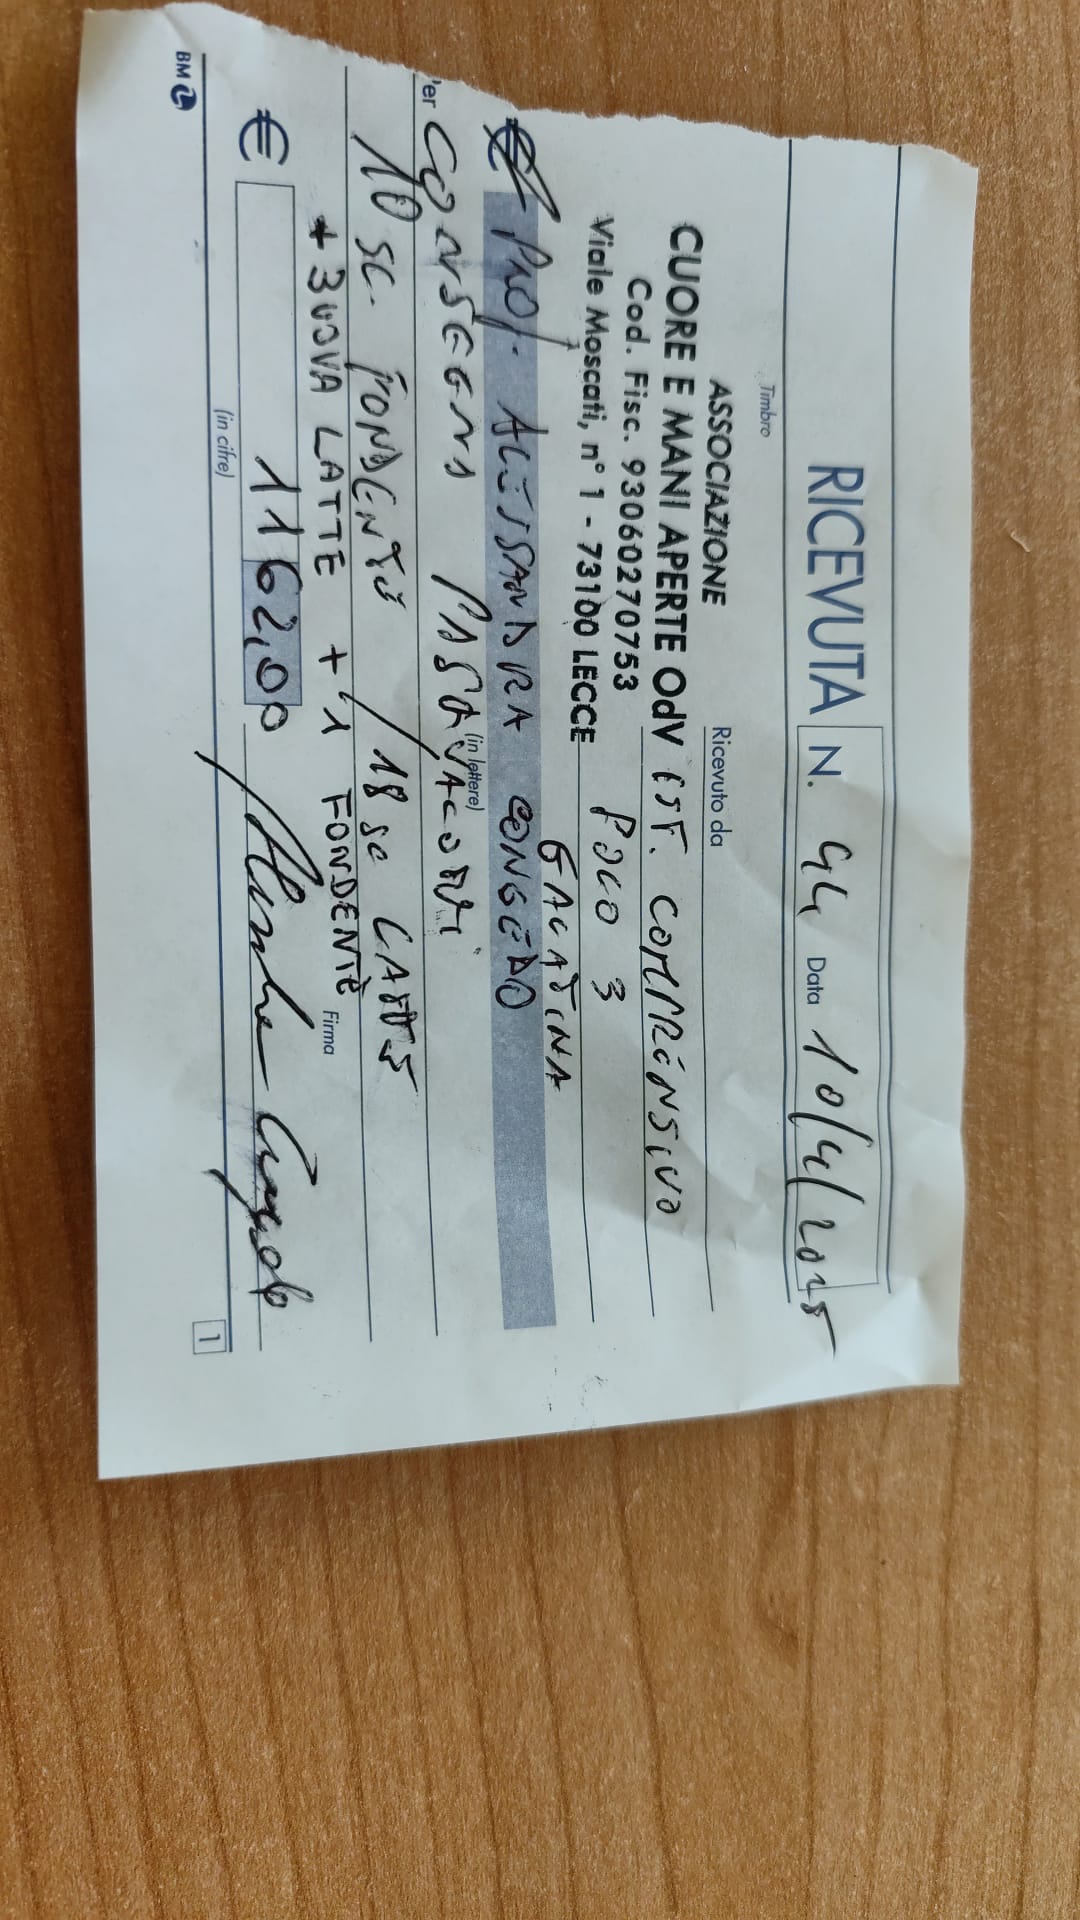 RICEVUTA N. 44 Data 10/4/2025
Timbro
Ricevuto da
ASSOCIAZIONE
CUORE E MANI APERTE OdV IST. COMPRENSIVO
Cod. Fisc. 93060270753
POLO 3
Viale Moscati, n° 1 - 73100 LECCE
GALATINA
€ PROF. ALESSANDRA CONGEDO
(in lettere)
Per CONSEGNA PASQUALONI
10 SC. FONDENTI / 18 SC LATTE
+ 3 UOVA LATTE + 1 FONDENTE
Firma
€ 1162,00
(in cifre)
BM
1